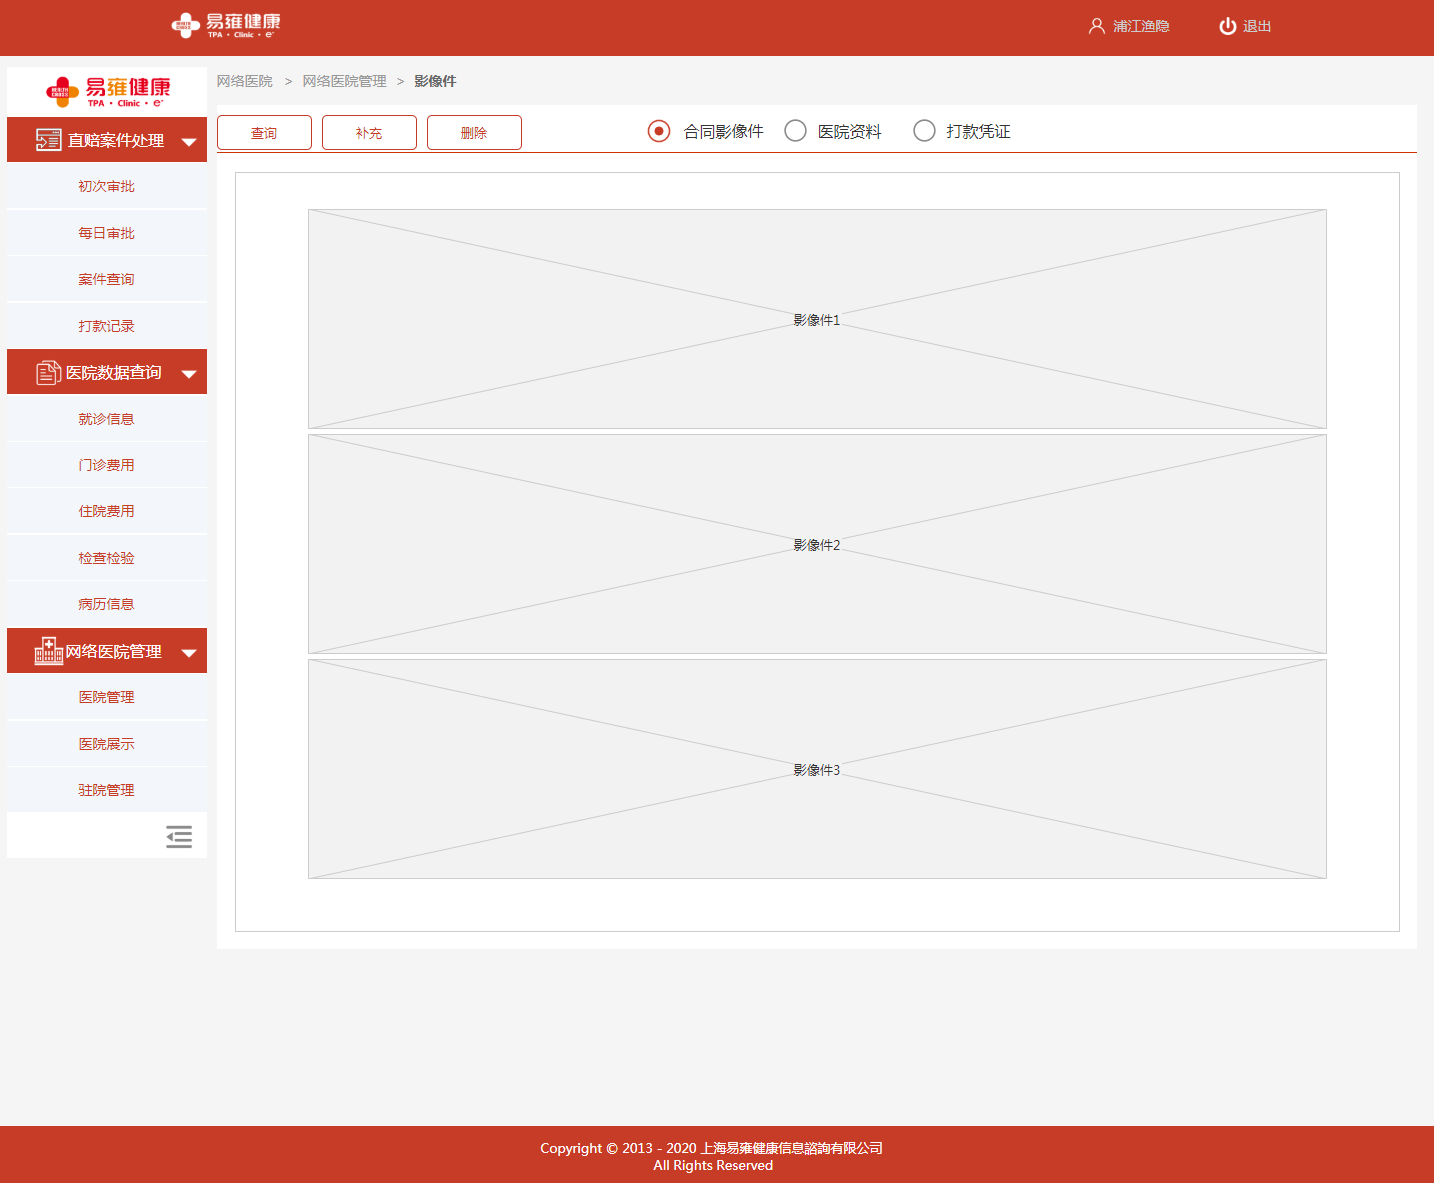 易雍健康
TPA · Clinic · e+
浦江渔隐
退出
易雍健康
TPA · Clinic · e+
网络医院 > 网络医院管理 > 影像件
查询
补充
删除
合同影像件
医院资料
打款凭证
直赔案件处理
初次审批
每日审批
案件查询
打款记录
医院数据查询
就诊信息
门诊费用
住院费用
检查检验
病历信息
网络医院管理
医院管理
医院展示
驻院管理
影像件1
影像件2
影像件3
Copyright © 2013 - 2020 上海易雍健康信息諮詢有限公司
All Rights Reserved